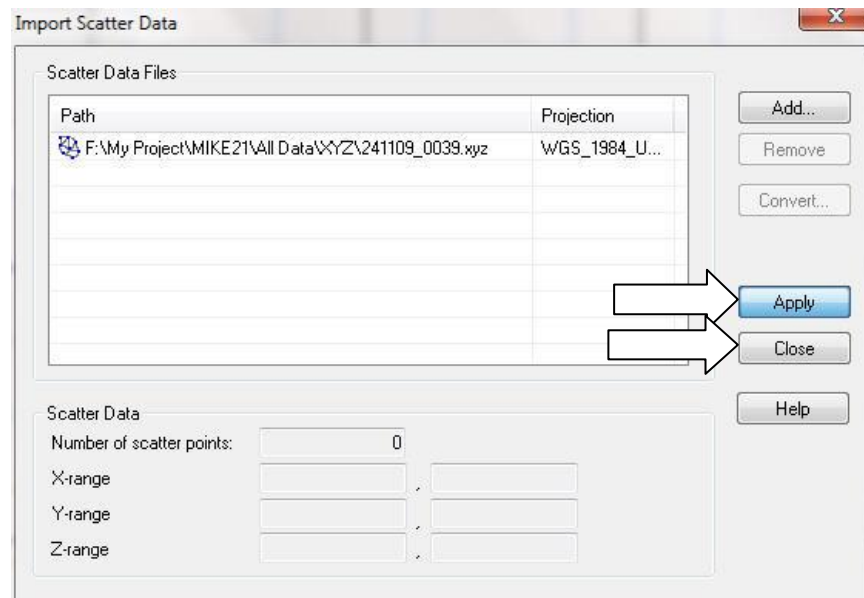 Import Scatter Data
X
Scatter Data Files
Path Projection
F:\My Project\MIKE21\All Data\XYZ\241109_0039.xyz WGS_1984_U...
Add...
Remove
Convert...
Apply
Close
Help
Scatter Data
Number of scatter points: 0
X-range ,
Y-range ,
Z-range ,